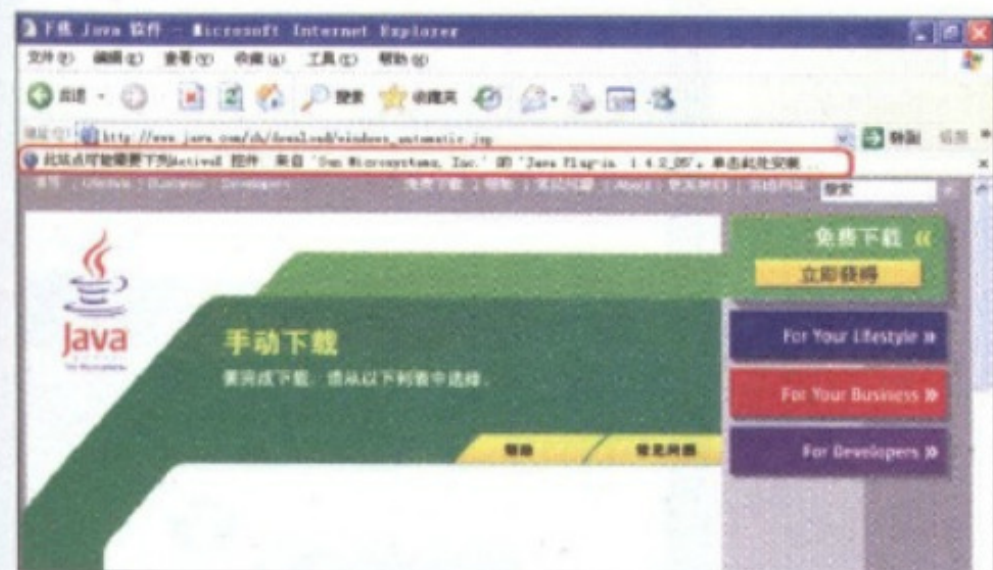 下载 Java 软件 - Microsoft Internet Explorer
文件(F) 编辑(E) 查看(V) 收藏(A) 工具(T) 帮助(H)
后退 搜索 收藏夹
http://www.java.com/zh/download/windows_automatic.jsp 转到 链接
此站点可能需要下列ActiveX 控件 来自 'Sun Microsystems, Inc.' 的 'Java Plug-in 1.4.2_05'。单击此处安装...
搜索
免费下载 «
立即获得
Java
手动下载
要完成下载 请从以下列表中选择.
For Your Lifestyle »
For Your Business »
For Developers »
帮助 常见问题